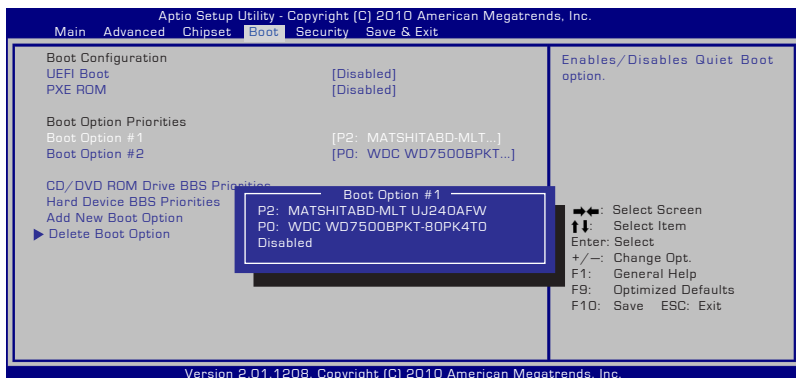 Aptio Setup Utility - Copyright (C) 2010 American Megatrends, Inc.
Main Advanced Chipset Boot Security Save & Exit
Boot Configuration
UEFI Boot [Disabled]
PXE ROM [Disabled]
Boot Option Priorities
Boot Option #1 [P2: MATSHITABD-MLT...]
Boot Option #2 [P0: WDC WD7500BPKT...]
CD/DVD ROM Drive BBS Priorities
Hard Device BBS Priorities
Add New Boot Option
Delete Boot Option
Boot Option #1
P2: MATSHITABD-MLT UJ240AFW
P0: WDC WD7500BPKT-80PK4T0
Disabled
Enables/Disables Quiet Boot
option.
→←: Select Screen
↑↓: Select Item
Enter: Select
+/—: Change Opt.
F1: General Help
F9: Optimized Defaults
F10: Save ESC: Exit
Version 2.01.1208. Copyright (C) 2010 American Megatrends, Inc.